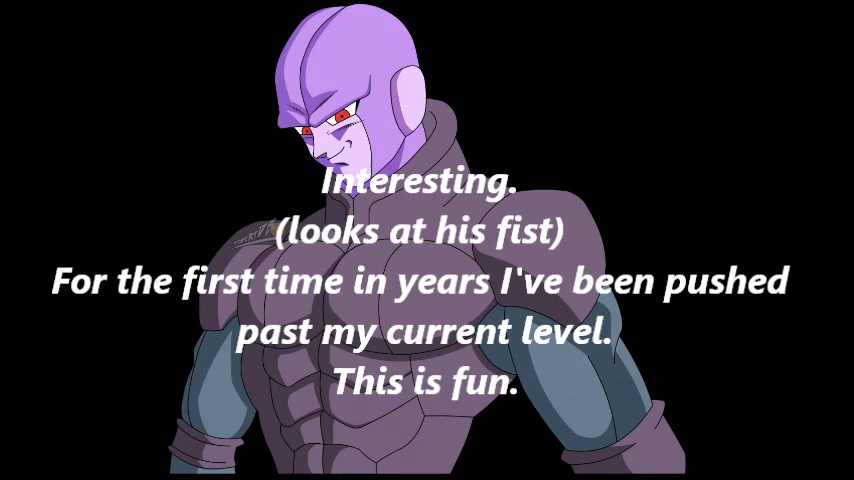 Interesting.
(looks at his fist)
For the first time in years I've been pushed
past my current level.
This is fun.